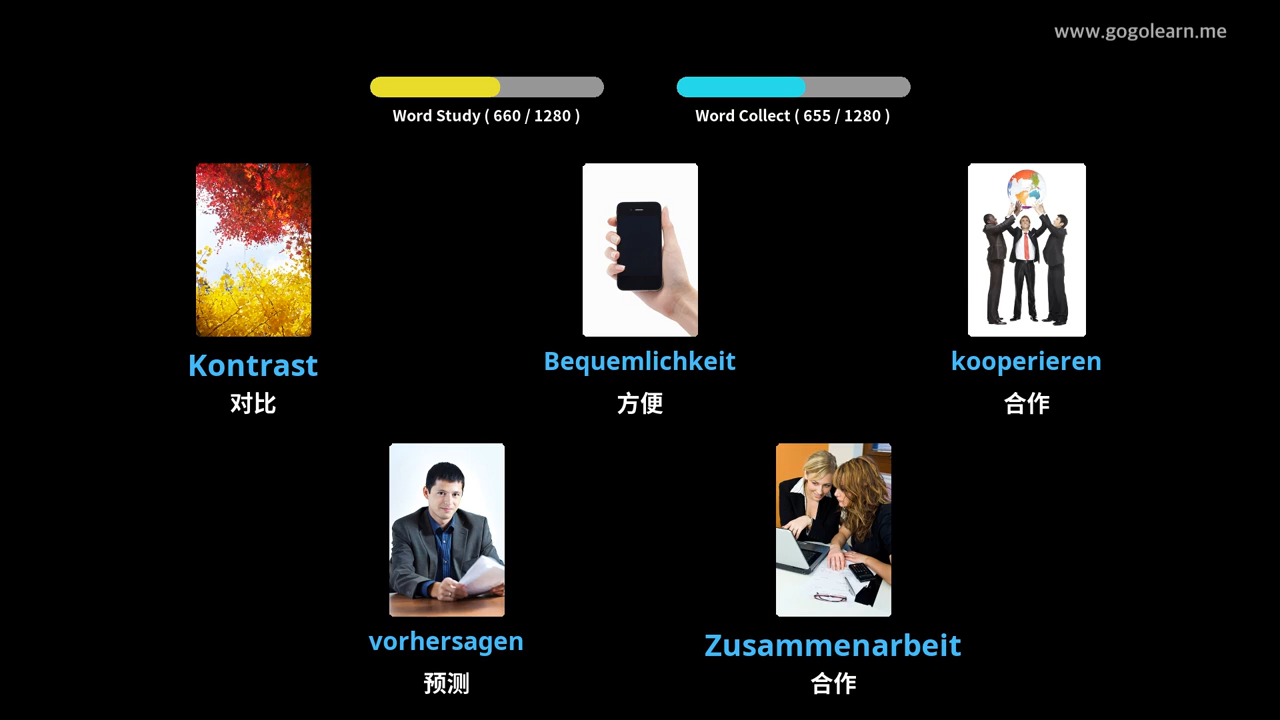 www.gogolearn.me
Word Study ( 660 / 1280 )
Word Collect ( 655 / 1280 )
Kontrast
对比
Bequemlichkeit
方便
kooperieren
合作
vorhersagen
预测
Zusammenarbeit
合作